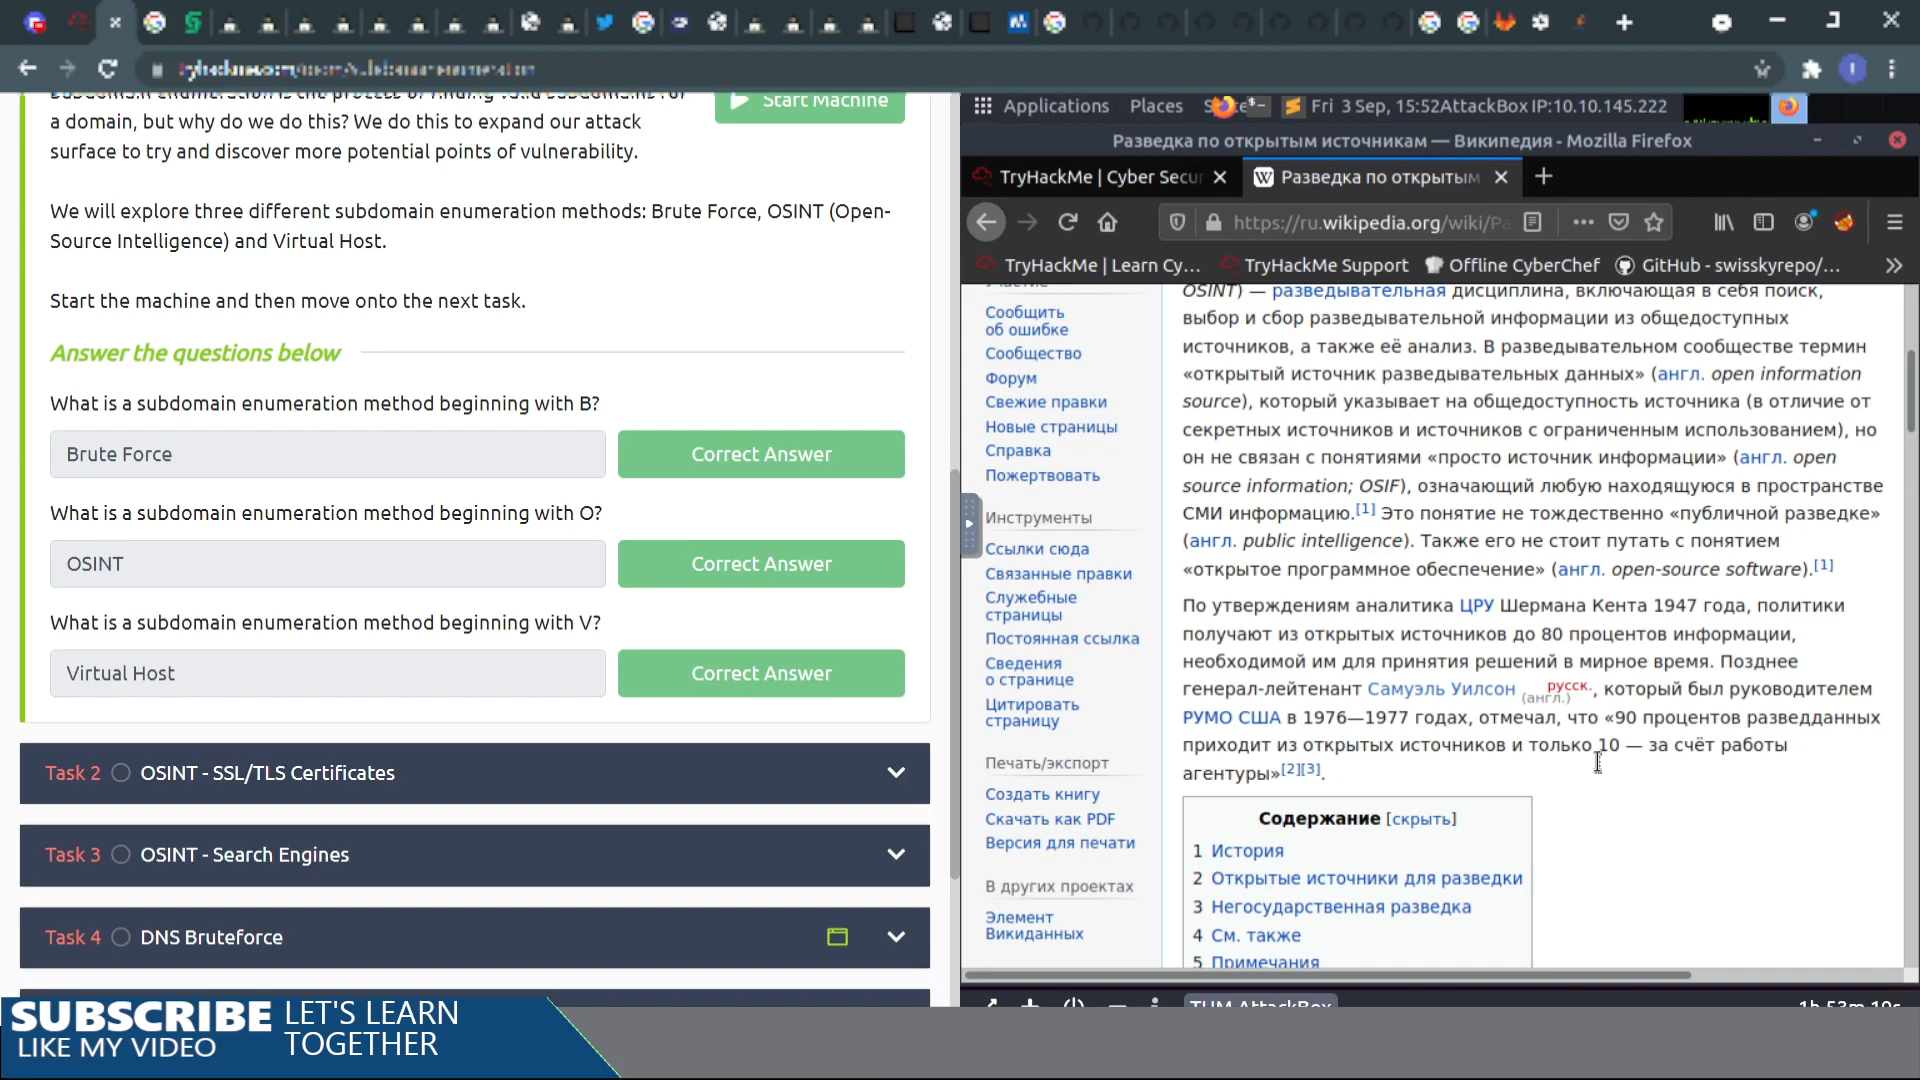 a domain, but why do we do this? We do this to expand our attack
surface to try and discover more potential points of vulnerability.
Start Machine
We will explore three different subdomain enumeration methods: Brute Force, OSINT (Open-
Source Intelligence) and Virtual Host.
Start the machine and then move onto the next task.
Answer the questions below
What is a subdomain enumeration method beginning with B?
Brute Force
Correct Answer
What is a subdomain enumeration method beginning with O?
OSINT
Correct Answer
What is a subdomain enumeration method beginning with V?
Virtual Host
Correct Answer
Task 2 OSINT - SSL/TLS Certificates
Task 3 OSINT - Search Engines
Task 4 DNS Bruteforce
SUBSCRIBE
LIKE MY VIDEO
LET'S LEARN
TOGETHER
Applications Places Fri 3 Sep, 15:52 AttackBox IP:10.10.145.222
Разведка по открытым источникам — Википедия - Mozilla Firefox
TryHackMe | Cyber Secur
Разведка по открытым
https://ru.wikipedia.org/wiki/Ра
TryHackMe | Learn Cy... TryHackMe Support Offline CyberChef GitHub - swisskyrepo/...
Сообщить
об ошибке
Сообщество
Форум
Свежие правки
Новые страницы
Справка
Пожертвовать
Инструменты
Ссылки сюда
Связанные правки
Служебные
страницы
Постоянная ссылка
Сведения
о странице
Цитировать
страницу
Печать/экспорт
Создать книгу
Скачать как PDF
Версия для печати
В других проектах
Элемент
Викиданных
OSINT) — разведывательная дисциплина, включающая в себя поиск,
выбор и сбор разведывательной информации из общедоступных
источников, а также её анализ. В разведывательном сообществе термин
«открытый источник разведывательных данных» (англ. open information
source), который указывает на общедоступность источника (в отличие от
секретных источников и источников с ограниченным использованием), но
он не связан с понятиями «просто источник информации» (англ. open
source information; OSIF), означающий любую находящуюся в пространстве
СМИ информацию.[1] Это понятие не тождественно «публичной разведке»
(англ. public intelligence). Также его не стоит путать с понятием
«открытое программное обеспечение» (англ. open-source software).[1]
По утверждениям аналитика ЦРУ Шермана Кента 1947 года, политики
получают из открытых источников до 80 процентов информации,
необходимой им для принятия решений в мирное время. Позднее
генерал-лейтенант Самуэль Уилсон (англ.) русск., который был руководителем
РУМО США в 1976—1977 годах, отмечал, что «90 процентов разведданных
приходит из открытых источников и только 10 — за счёт работы
агентуры»[2][3].
Содержание [скрыть]
1 История
2 Открытые источники для разведки
3 Негосударственная разведка
4 См. также
5 Примечания
THM AttackBox